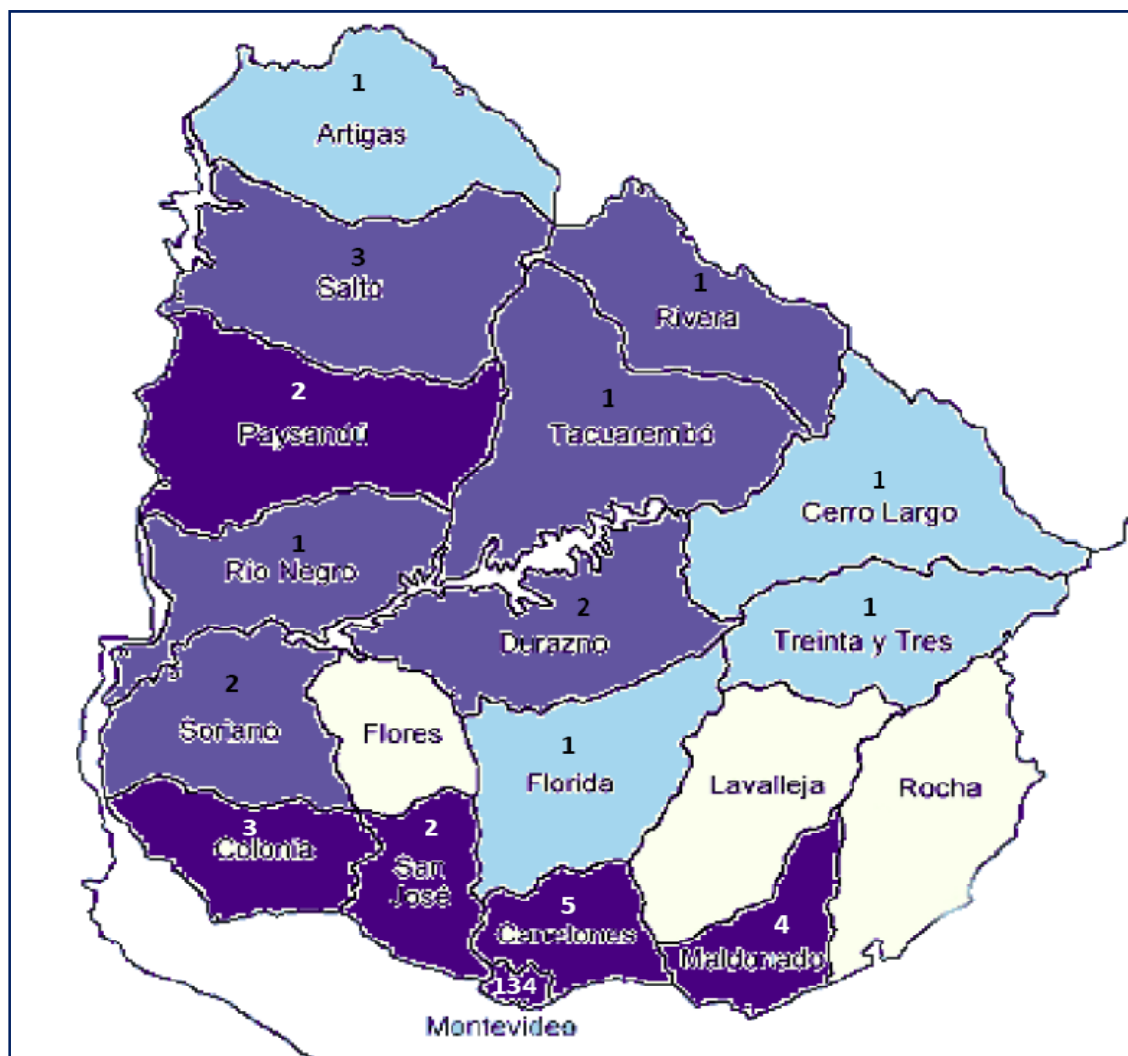 1
Artigas
3
Salto
1
Rivera
2
Paysandú
1
Tacuarembó
1
Cerro Largo
1
Río Negro
2
Durazno
1
Treinta y Tres
2
Soriano
Flores
1
Florida
Lavalleja
Rocha
3
Colonia
2
San
José
5
4
Maldonado
134
Montevideo